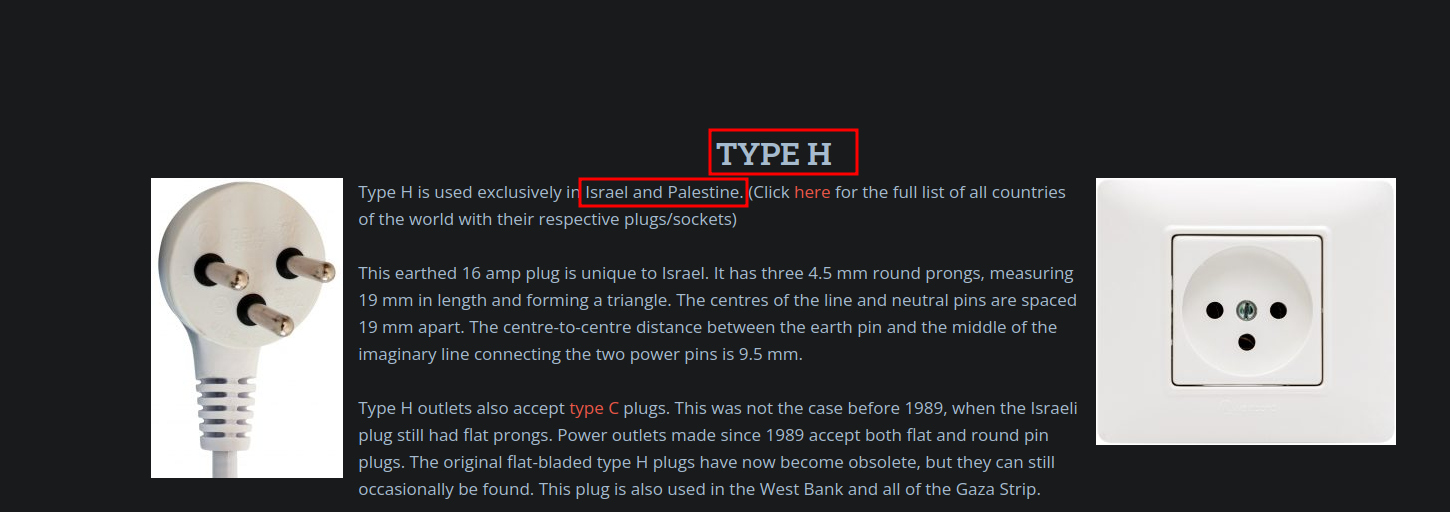 TYPE H
Type H is used exclusively in Israel and Palestine. (Click here for the full list of all countries
of the world with their respective plugs/sockets)
This earthed 16 amp plug is unique to Israel. It has three 4.5 mm round prongs, measuring
19 mm in length and forming a triangle. The centres of the line and neutral pins are spaced
19 mm apart. The centre-to-centre distance between the earth pin and the middle of the
imaginary line connecting the two power pins is 9.5 mm.
Type H outlets also accept type C plugs. This was not the case before 1989, when the Israeli
plug still had flat prongs. Power outlets made since 1989 accept both flat and round pin
plugs. The original flat-bladed type H plugs have now become obsolete, but they can still
occasionally be found. This plug is also used in the West Bank and all of the Gaza Strip.